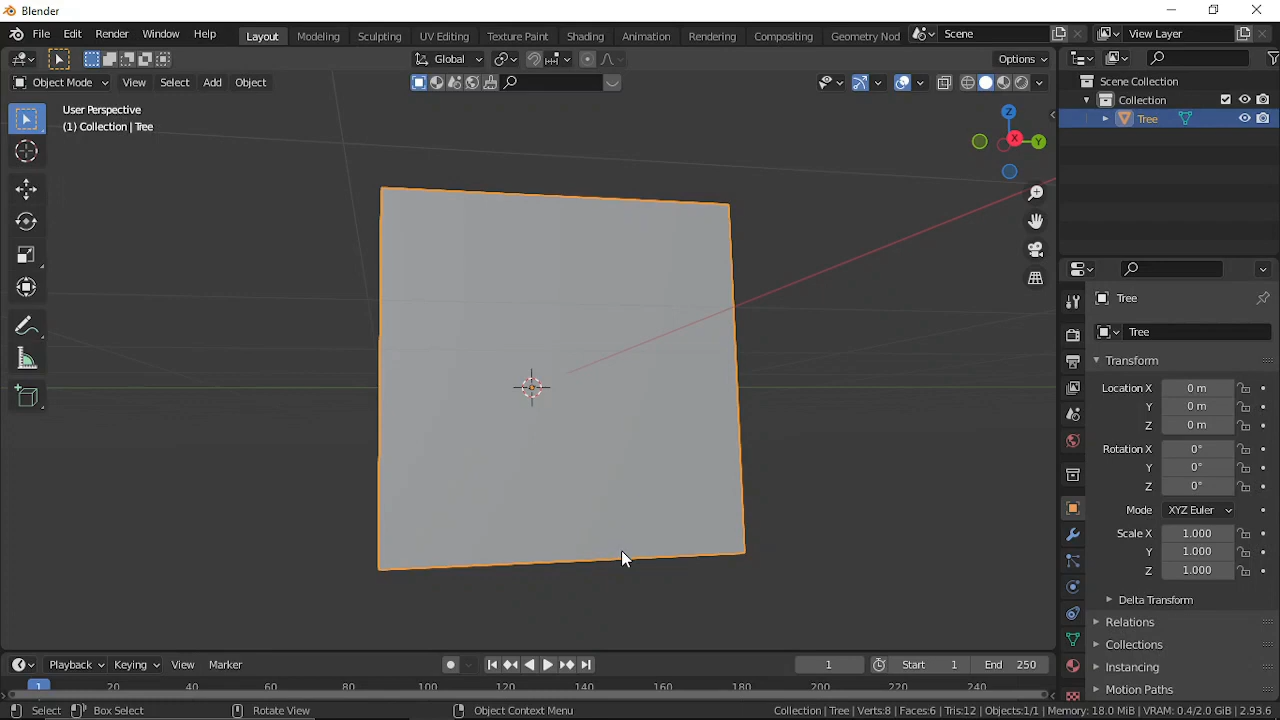 Blender
File Edit Render Window Help Layout Modeling Sculpting UV Editing Texture Paint Shading Animation Rendering Compositing Geometry Nod Scene View Layer
Global Options
Object Mode View Select Add Object
User Perspective
(1) Collection | Tree
Z
Y
X
Scene Collection
Collection
Tree
Tree
Tree
Transform
Location X 0 m
Y 0 m
Z 0 m
Rotation X 0°
Y 0°
Z 0°
Mode XYZ Euler
Scale X 1.000
Y 1.000
Z 1.000
Delta Transform
Relations
Collections
Instancing
Motion Paths
Playback Keying View Marker 1 Start 1 End 250
1 20 40 60 80 100 120 140 160 180 200 220 240
Select Box Select Rotate View Object Context Menu Collection | Tree | Verts:8 | Faces:6 | Tris:12 | Objects:1/1 | Memory: 18.0 MiB | VRAM: 0.4/2.0 GiB | 2.93.6